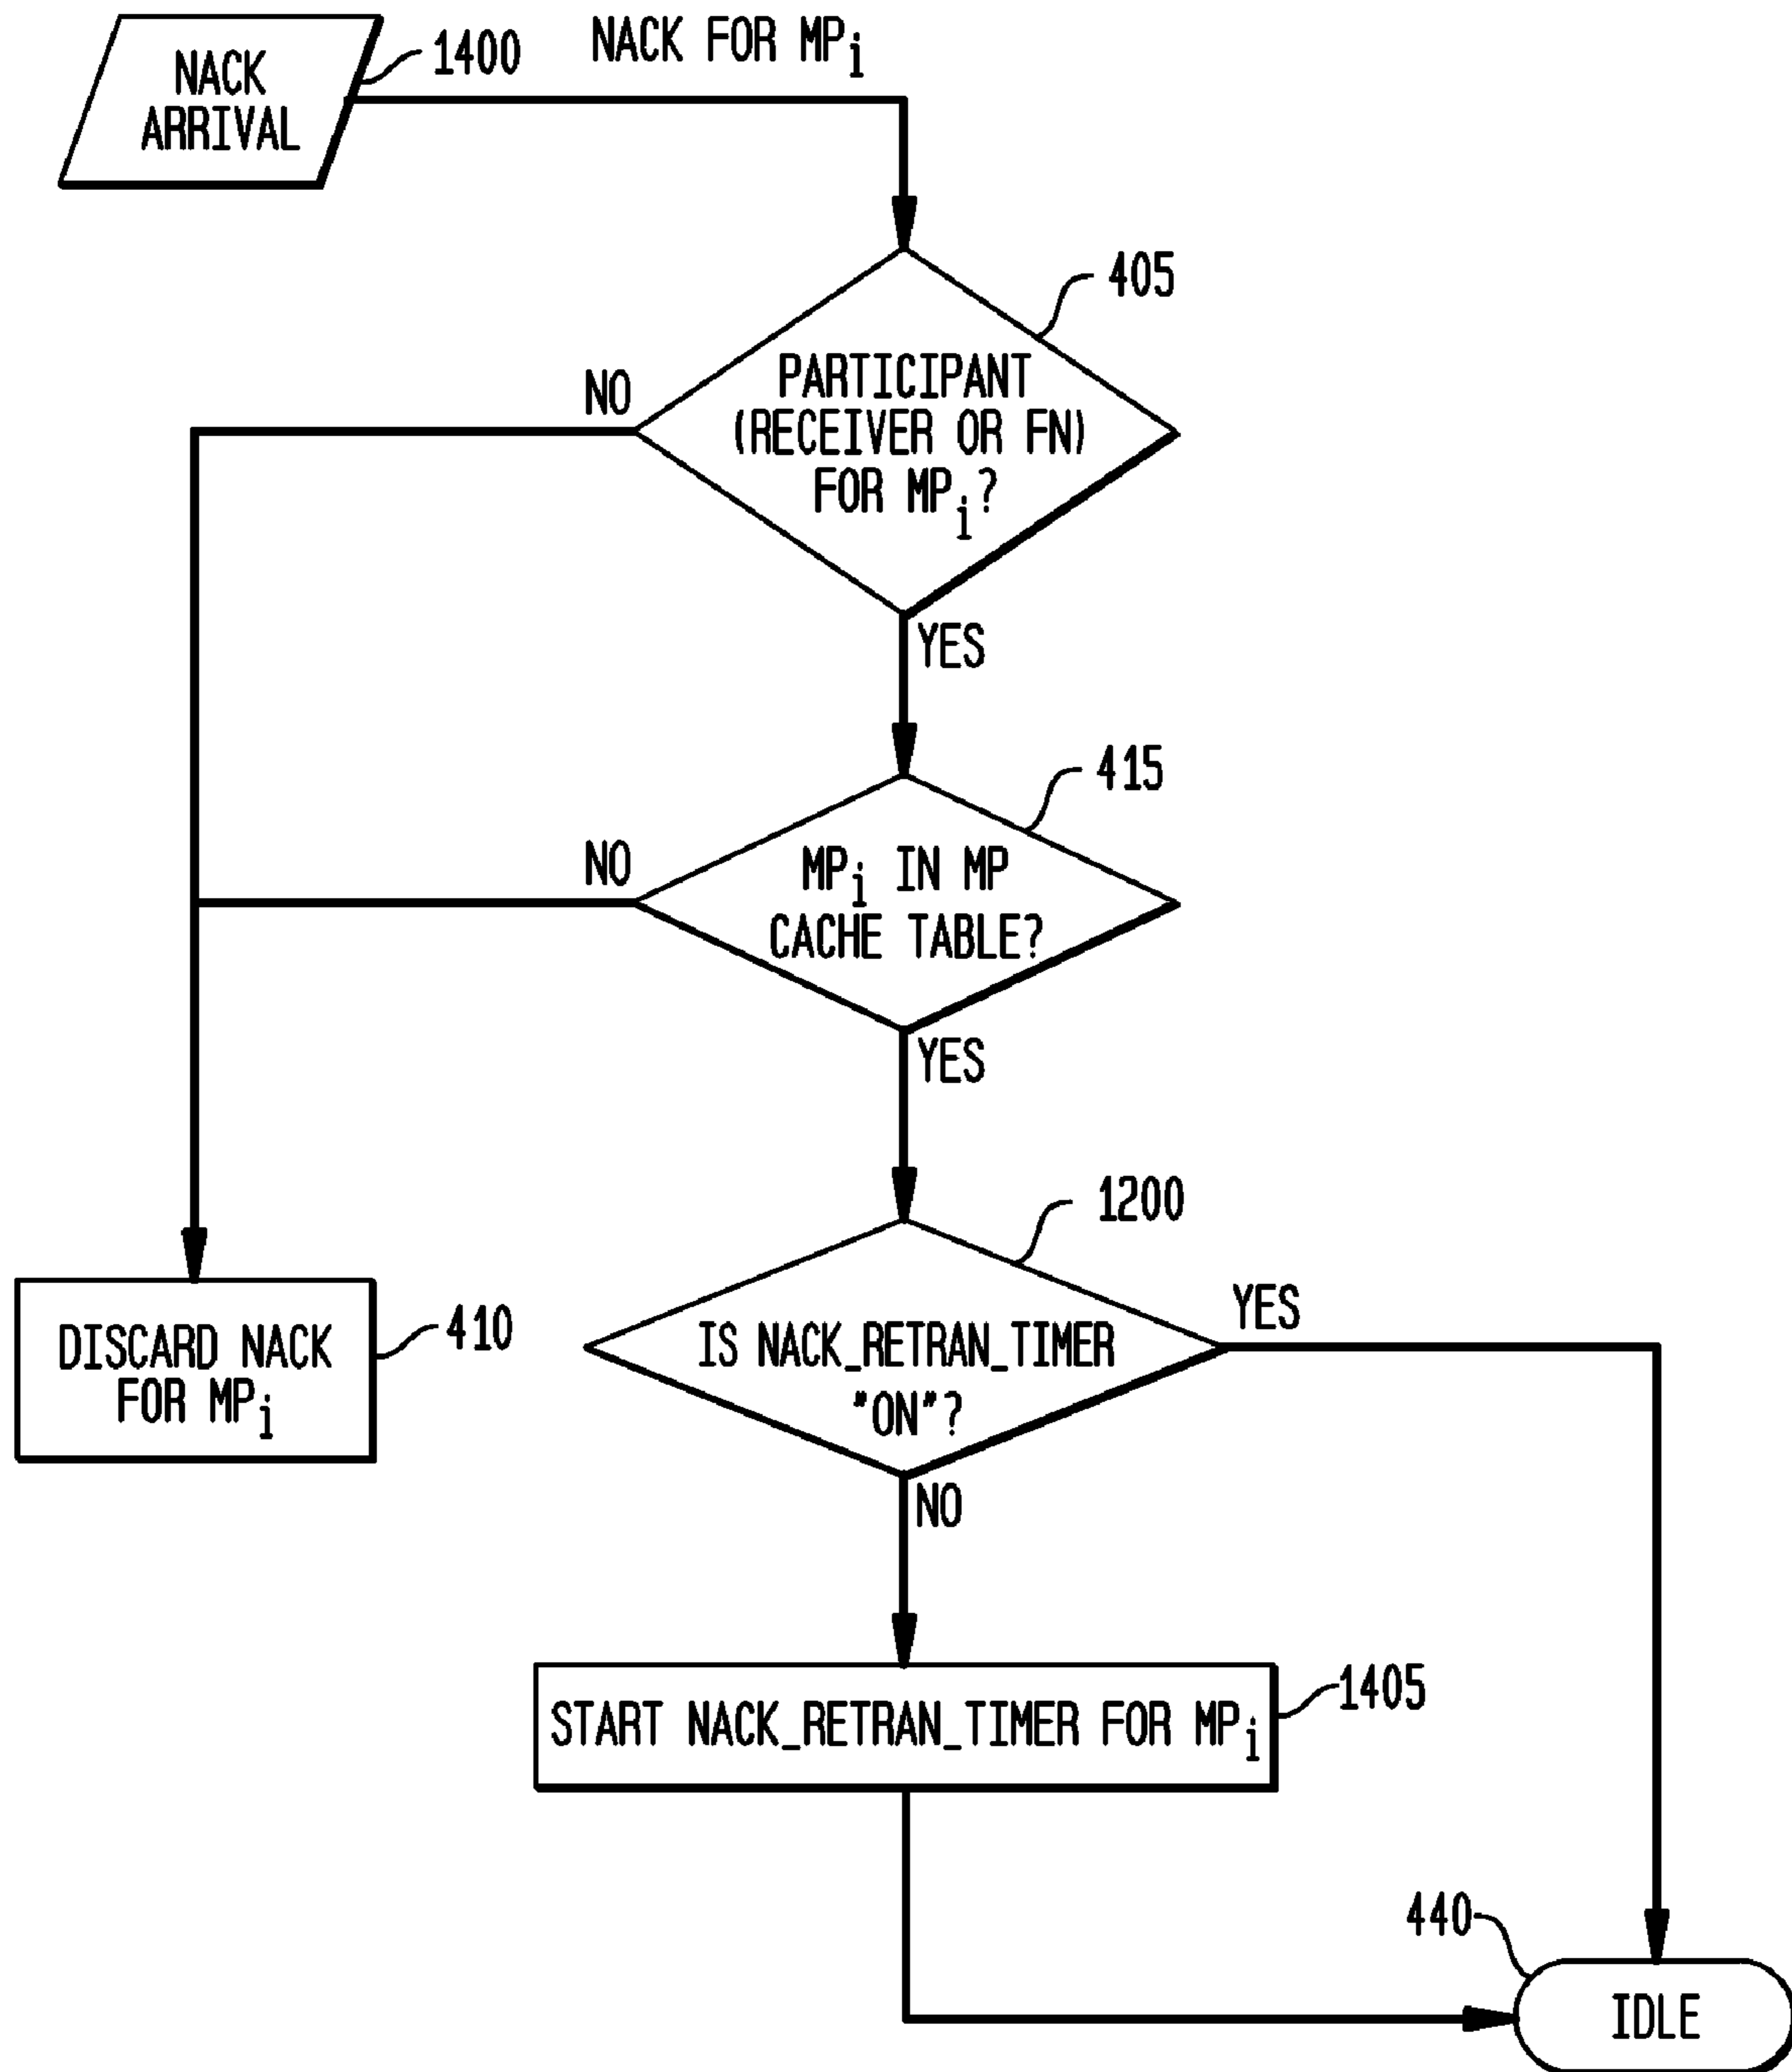 NACK
ARRIVAL
1400
NACK FOR MPi
405
PARTICIPANT
(RECEIVER OR FN)
FOR MPi?
NO
YES
415
MPi IN MP
CACHE TABLE?
NO
YES
1200
IS NACK_RETRAN_TIMER
"ON"?
YES
NO
DISCARD NACK
FOR MPi
410
START NACK_RETRAN_TIMER FOR MPi
1405
440
IDLE